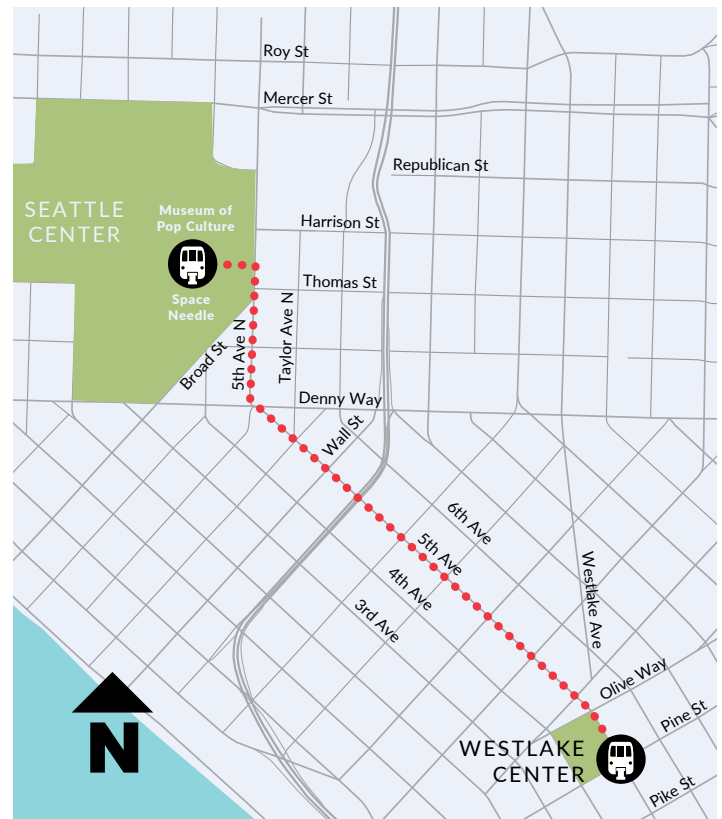 Roy St
Mercer St
Republican St
SEATTLE
CENTER
Museum of
Pop Culture
Harrison St
Space
Needle
Thomas St
5th Ave N
Taylor Ave N
Broad St
Denny Way
Wall St
6th Ave
5th Ave
4th Ave
3rd Ave
Westlake Ave
Olive Way
Pine St
Pike St
WESTLAKE
CENTER
N